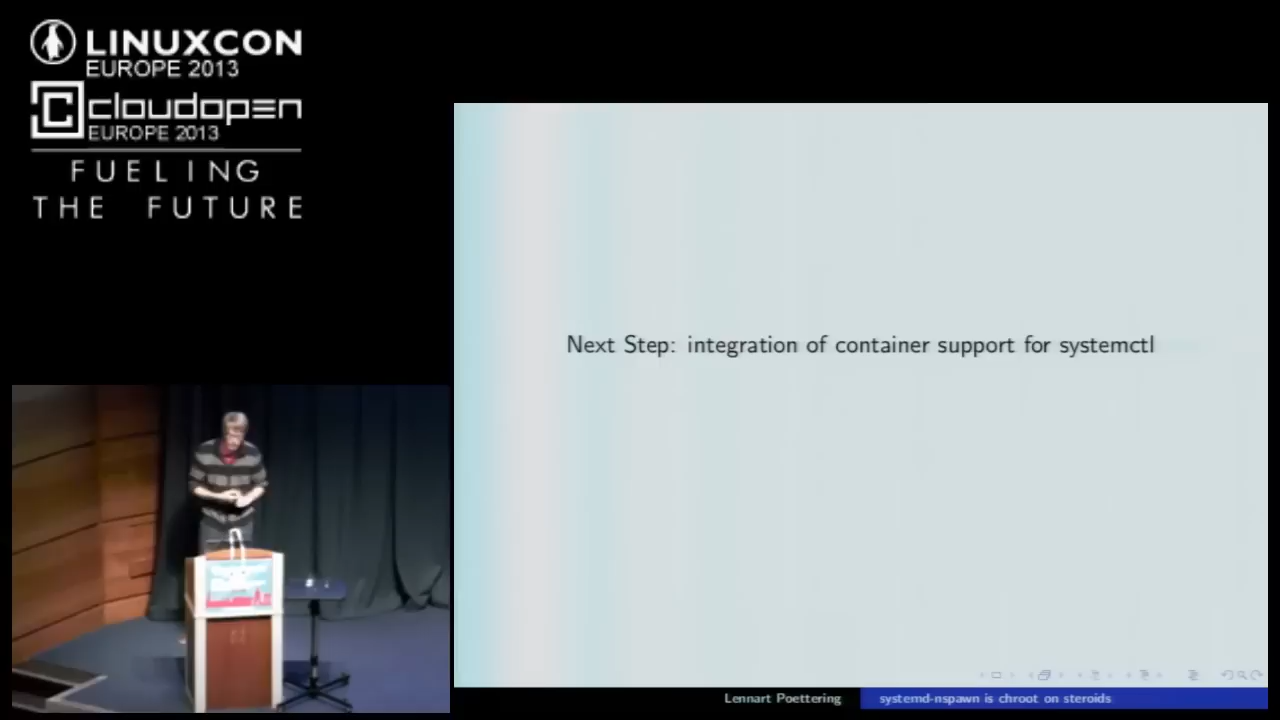 LINUXCON
EUROPE 2013
cloudopen
EUROPE 2013
FUELING
THE FUTURE
Next Step: integration of container support for systemctl
Lennart Poettering
systemd-nspawn is chroot on steroids